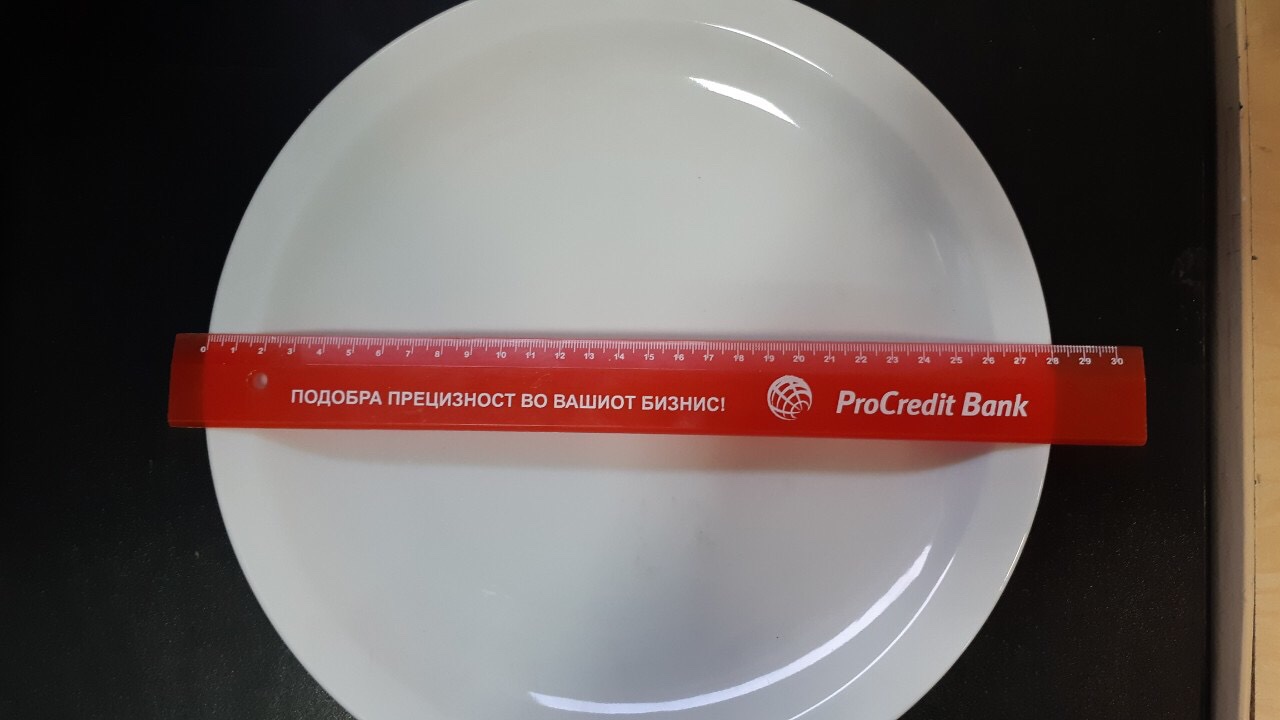 0 1 2 3 4 5 6 7 8 9 10 11 12 13 14 15 16 17 18 19 20 21 22 23 24 25 26 27 28 29 30
ПОДОБРА ПРЕЦИЗНОСТ ВО ВАШИОТ БИЗНИС! ProCredit Bank